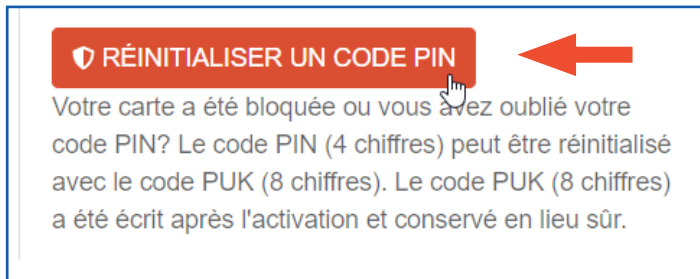 RÉINITIALISER UN CODE PIN
Votre carte a été bloquée ou vous avez oublié votre
code PIN? Le code PIN (4 chiffres) peut être réinitialisé
avec le code PUK (8 chiffres). Le code PUK (8 chiffres)
a été écrit après l'activation et conservé en lieu sûr.